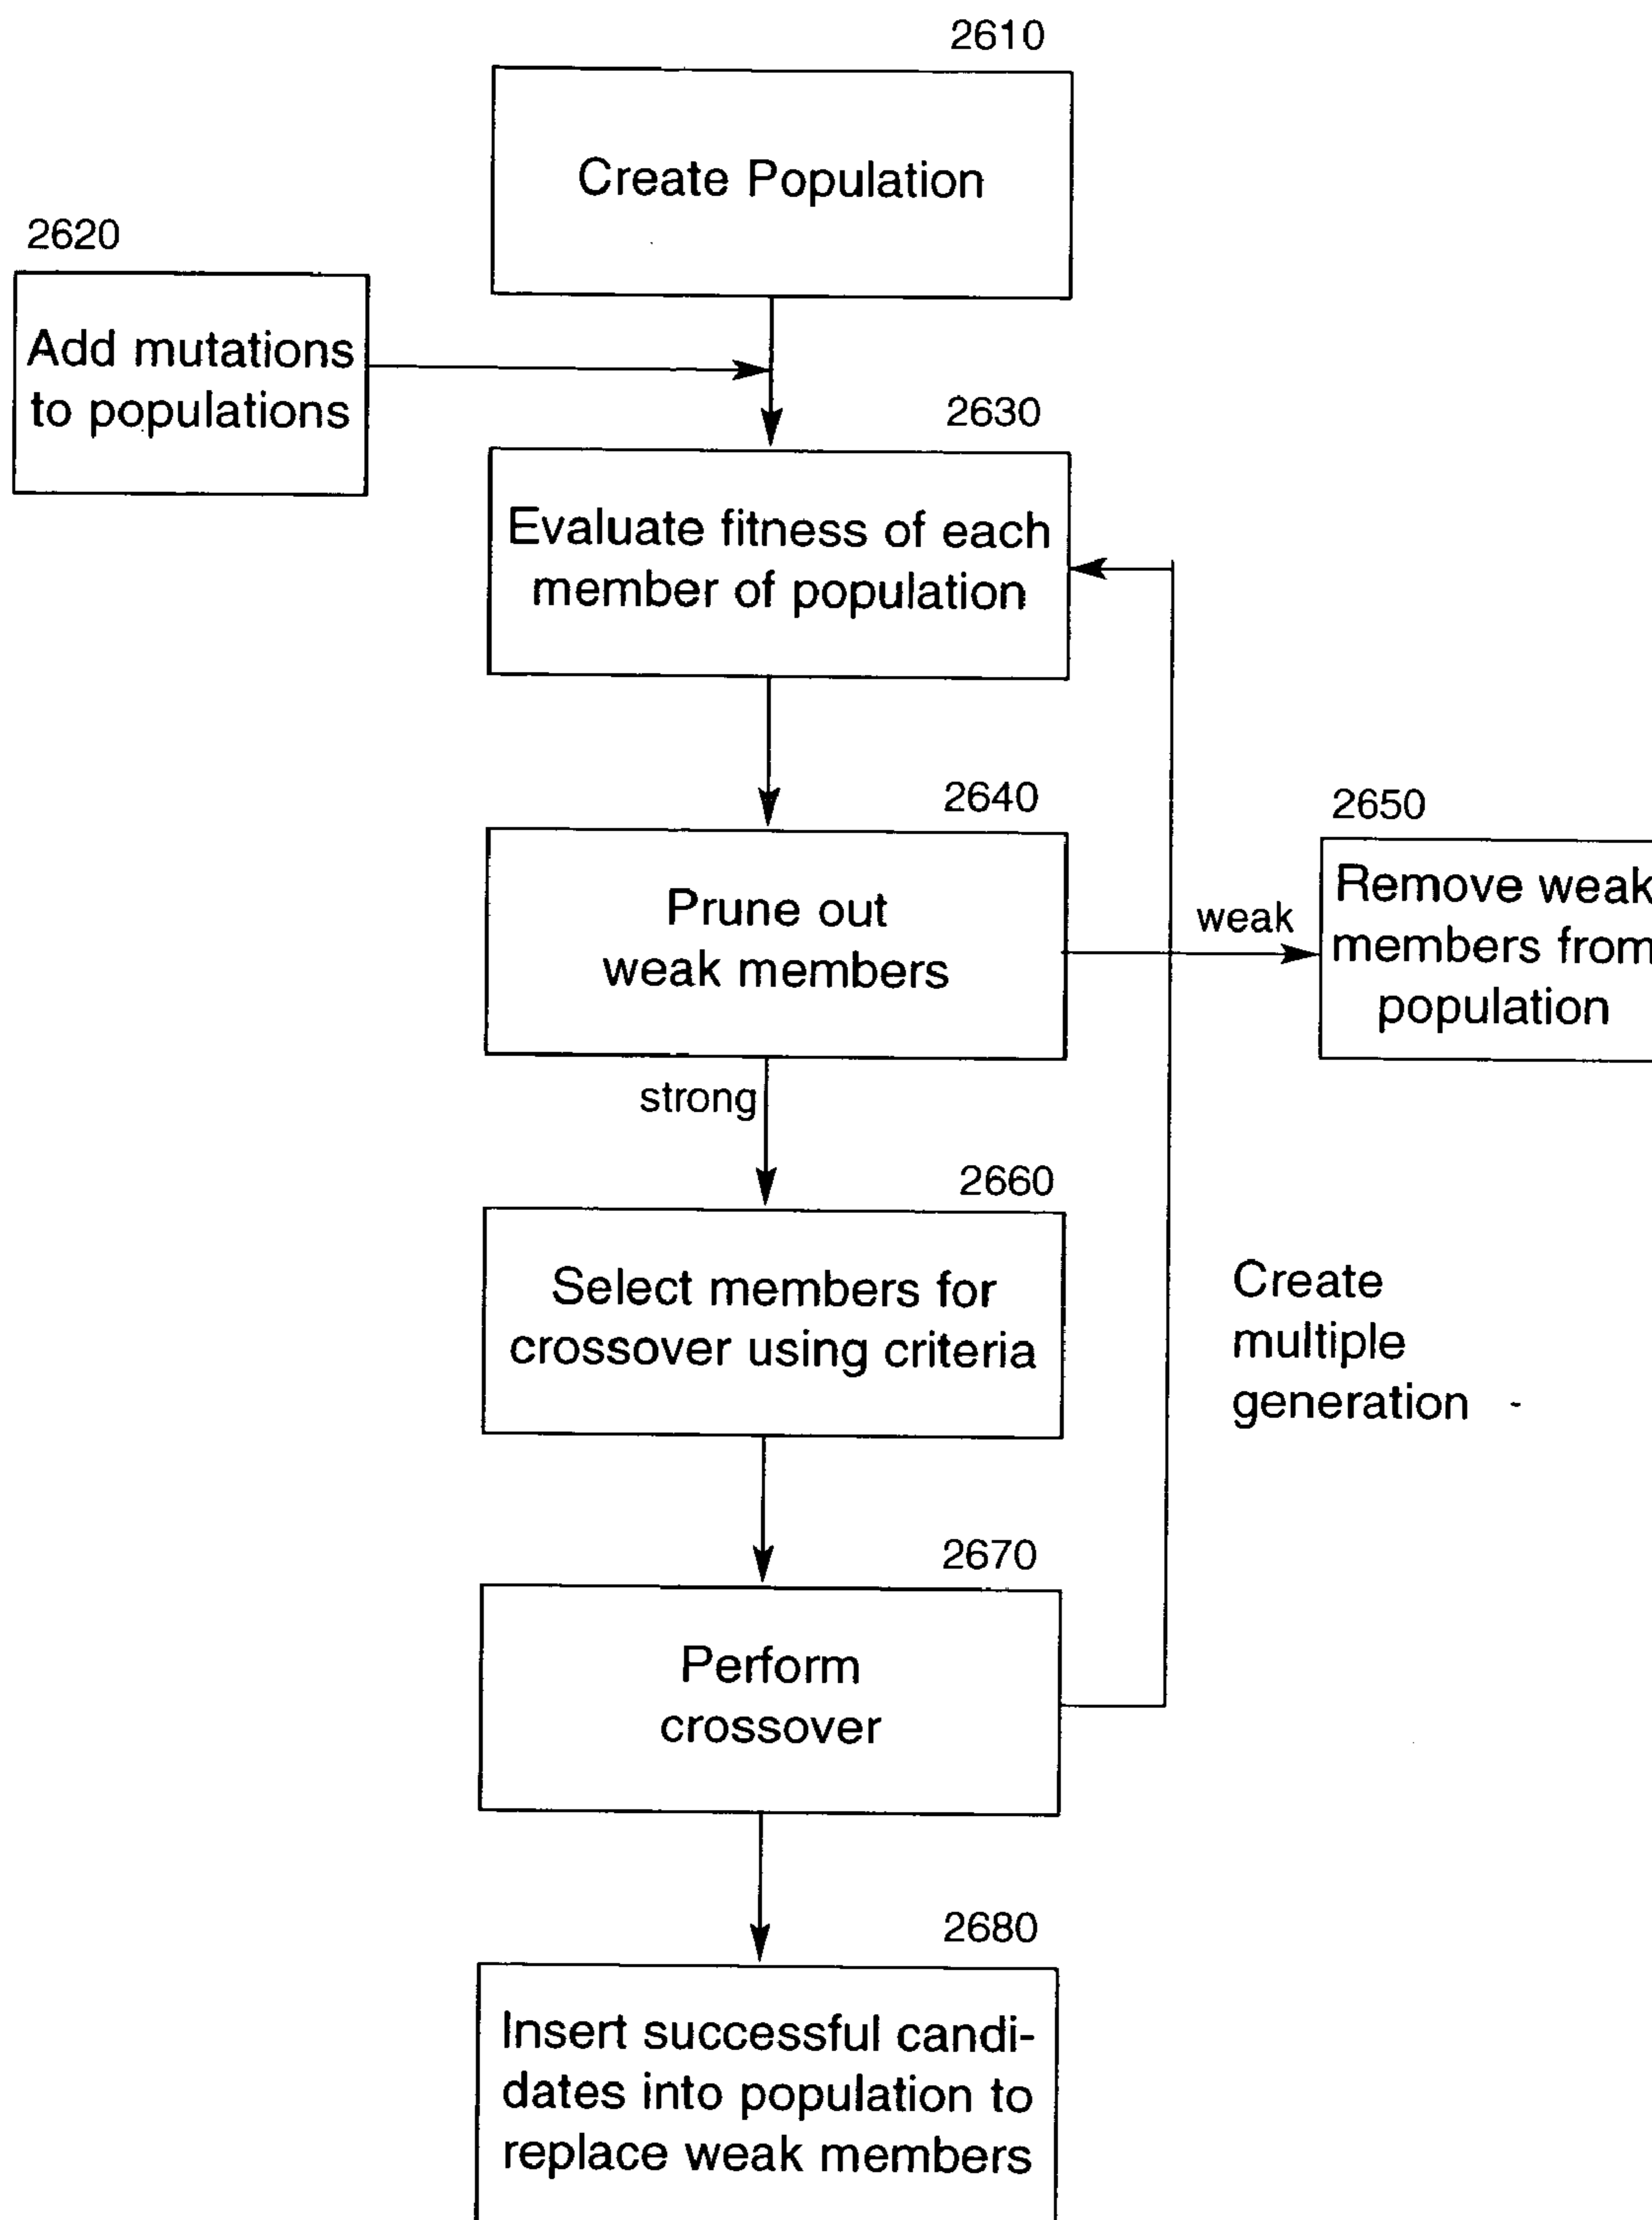 2610
Create Population
2620
Add mutations
to populations
2630
Evaluate fitness of each
member of population
2640
Prune out
weak members
weak
2650
Remove weak
members from
population
strong
2660
Select members for
crossover using criteria
Create
multiple
generation
2670
Perform
crossover
2680
Insert successful candi-
dates into population to
replace weak members